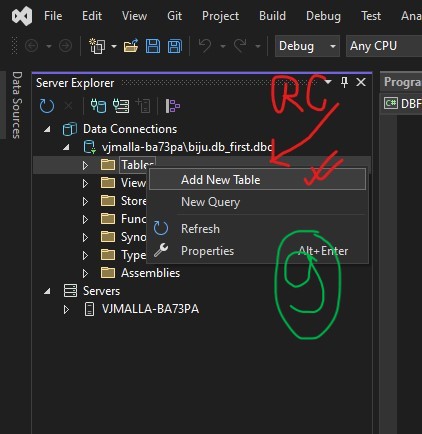 File Edit View Git Project Build Debug Test Ana
Debug Any CPU
Data Sources
Server Explorer
Program
DBF
RC
Data Connections
vjmalla-ba73pa\biju.db_first.dbo
Tables
Add New Table
View
New Query
Store
Func
Refresh
Syno
Type
Properties Alt+Enter
Assemblies
9
Servers
VJMALLA-BA73PA